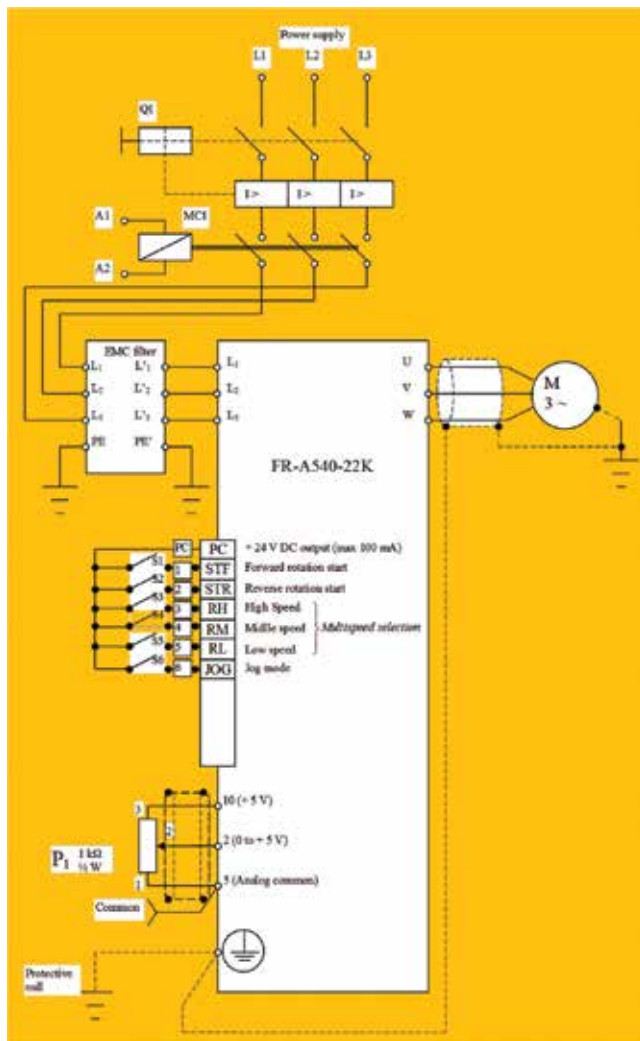 Power supply
L1 L2 L3
Q1
I> I> I>
A1 MC1
A2
EMC filter
L1 L'1 L1 U
L2 L'2 L2 V M
3 ~
L3 L'3 L3 W
PE PE'
FR-A540-22K
PC PC + 24 V DC output (max. 100 mA)
S1 1 STF Forward rotation start
S2 2 STR Reverse rotation start
S3 3 RH High Speed
S4 4 RM Midlle speed Multispeed selection
S5 5 RL Low speed
S6 6 JOG Jog mode
3 10 (+ 5 V)
P1 1 kΩ 2 2 (0 to + 5 V)
½ W
1 5 (Analog common)
Common
Protective
null